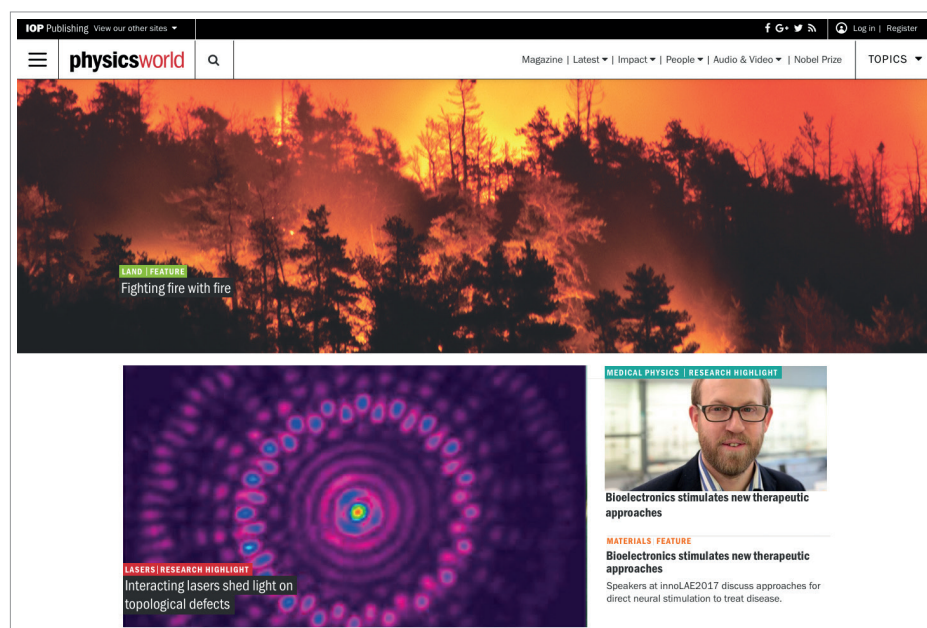 IOP Publishing View our other sites
Log in | Register
physicsworld
Magazine | Latest | Impact | People | Audio & Video | Nobel Prize
TOPICS
LAND | FEATURE
Fighting fire with fire
LASERS | RESEARCH HIGHLIGHT
Interacting lasers shed light on
topological defects
MEDICAL PHYSICS | RESEARCH HIGHLIGHT
Bioelectronics stimulates new therapeutic
approaches
MATERIALS FEATURE
Bioelectronics stimulates new therapeutic
approaches
Speakers at innoLAE2017 discuss approaches for
direct neural stimulation to treat disease.